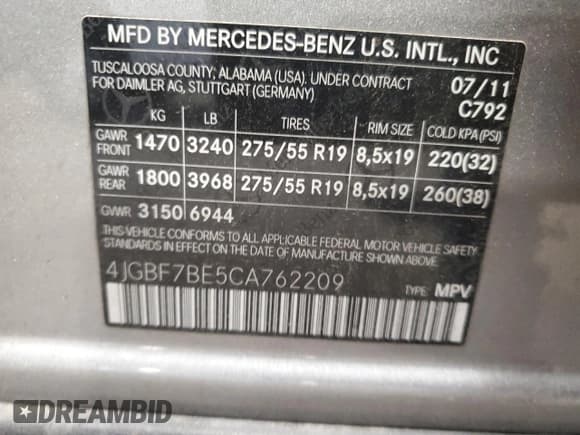 MFD BY MERCEDES-BENZ U.S. INTL., INC
TUSCALOOSA COUNTY, ALABAMA (USA). UNDER CONTRACT 07/11
FOR DAIMLER AG, STUTTGART (GERMANY) C792
KG LB TIRES RIM SIZE COLD KPA(PSI)
GAWR FRONT 1470 3240 275/55 R19 8,5x19 220(32)
GAWR REAR 1800 3968 275/55 R19 8,5x19 260(38)
GVWR 3150 6944
THIS VEHICLE CONFORMS TO ALL APPLICABLE FEDERAL MOTOR VEHICLE SAFETY
STANDARDS IN EFFECT ON THE DATE OF MANUFACTURE SHOWN ABOVE
4JGBF7BE5CA762209
TYPE: MPV
DREAMBID